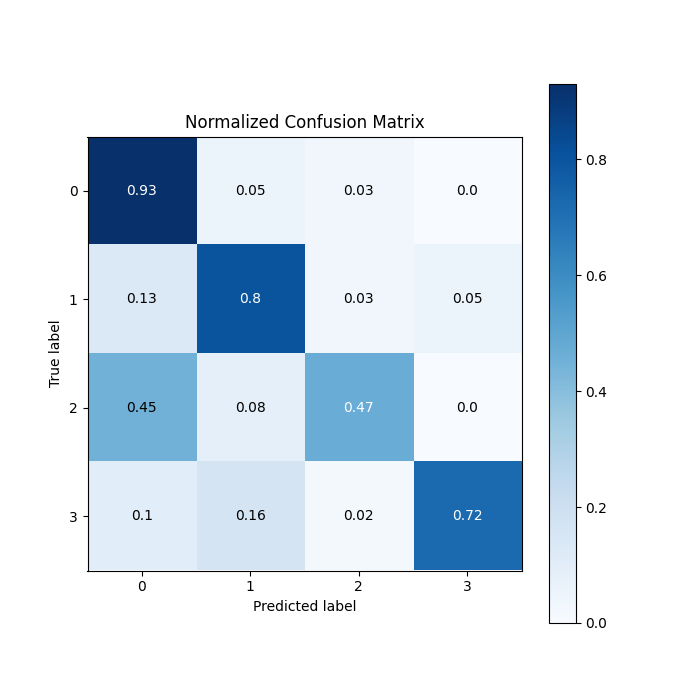 Normalized Confusion Matrix
0 0.93 0.05 0.03 0.0
1 0.13 0.8 0.03 0.05
2 0.45 0.08 0.47 0.0
3 0.1 0.16 0.02 0.72
0 1 2 3
Predicted label
True label
0.8
0.6
0.4
0.2
0.0